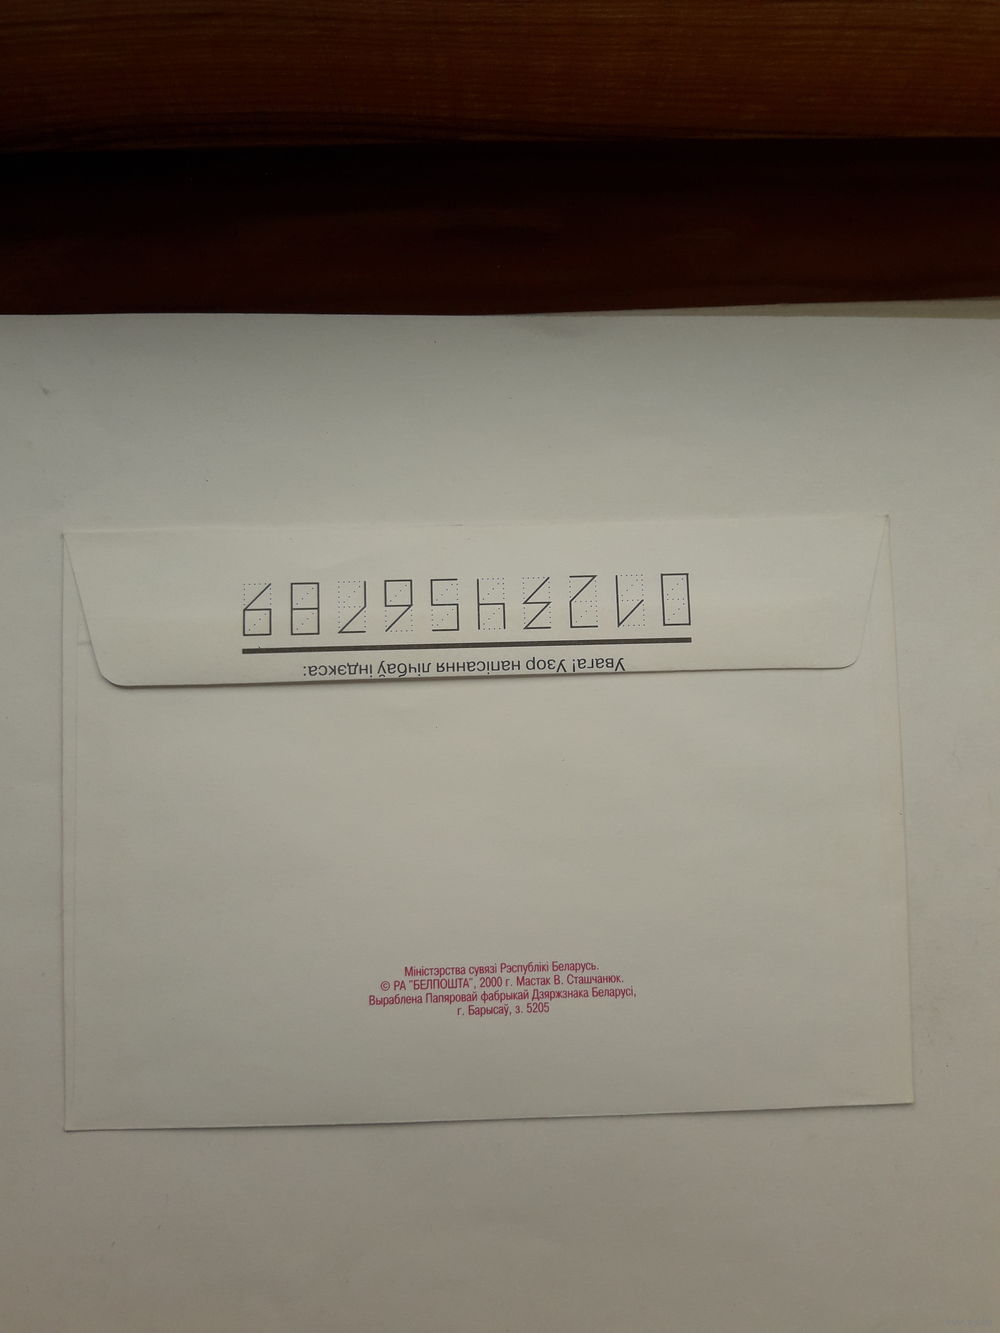 Увага! Узор напісання лічбаў індэкса:
0123456789
Міністэрства сувязі Рэспублікі Беларусь.
© РА "БЕЛПОШТА", 2000 г. Мастак В. Сташчанюк.
Выраблена Папяровай фабрыкай Дзяржзнака Беларусі,
г. Барысаў, з. 5205